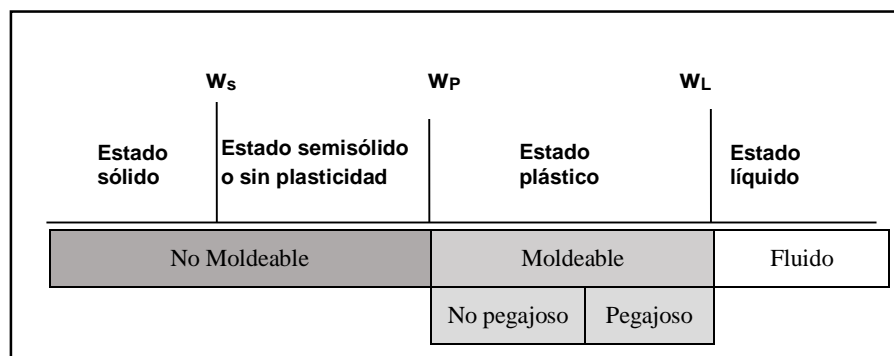 ws wP wL
Estado sólido
Estado semisólido o sin plasticidad
Estado plástico
Estado líquido
No Moldeable Moldeable Fluido
No pegajoso Pegajoso